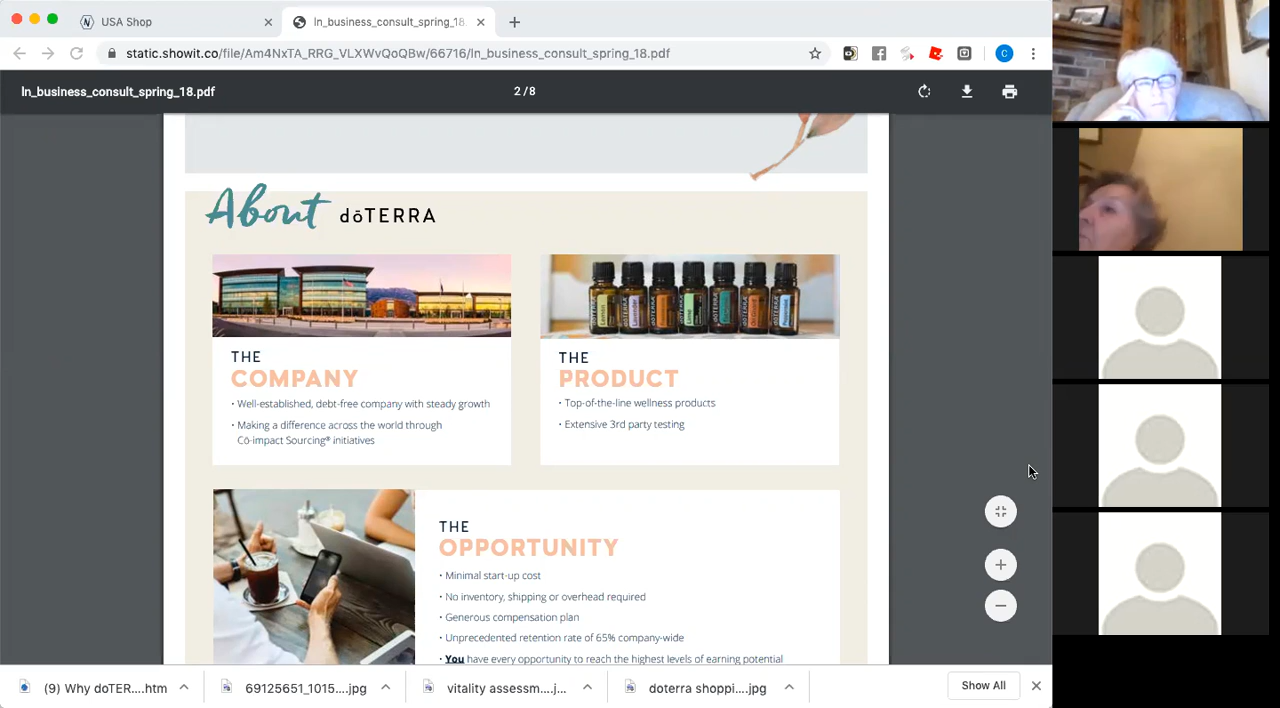 USA Shop
ln_business_consult_spring_18.
static.showit.co/file/Am4NxTA_RRG_VLXWvQoQBw/66716/ln_business_consult_spring_18.pdf
C
ln_business_consult_spring_18.pdf
2 / 8
About dōTERRA
THE
COMPANY
• Well-established, debt-free company with steady growth
• Making a difference across the world through
Cō-impact Sourcing® initiatives
THE
PRODUCT
• Top-of-the-line wellness products
• Extensive 3rd party testing
THE
OPPORTUNITY
• Minimal start-up cost
• No inventory, shipping or overhead required
• Generous compensation plan
• Unprecedented retention rate of 65% company-wide
• You have every opportunity to reach the highest levels of earning potential
(9) Why doTER....htm
69125651_1015....jpg
vitality assessm....j...
doterra shoppi....jpg
Show All